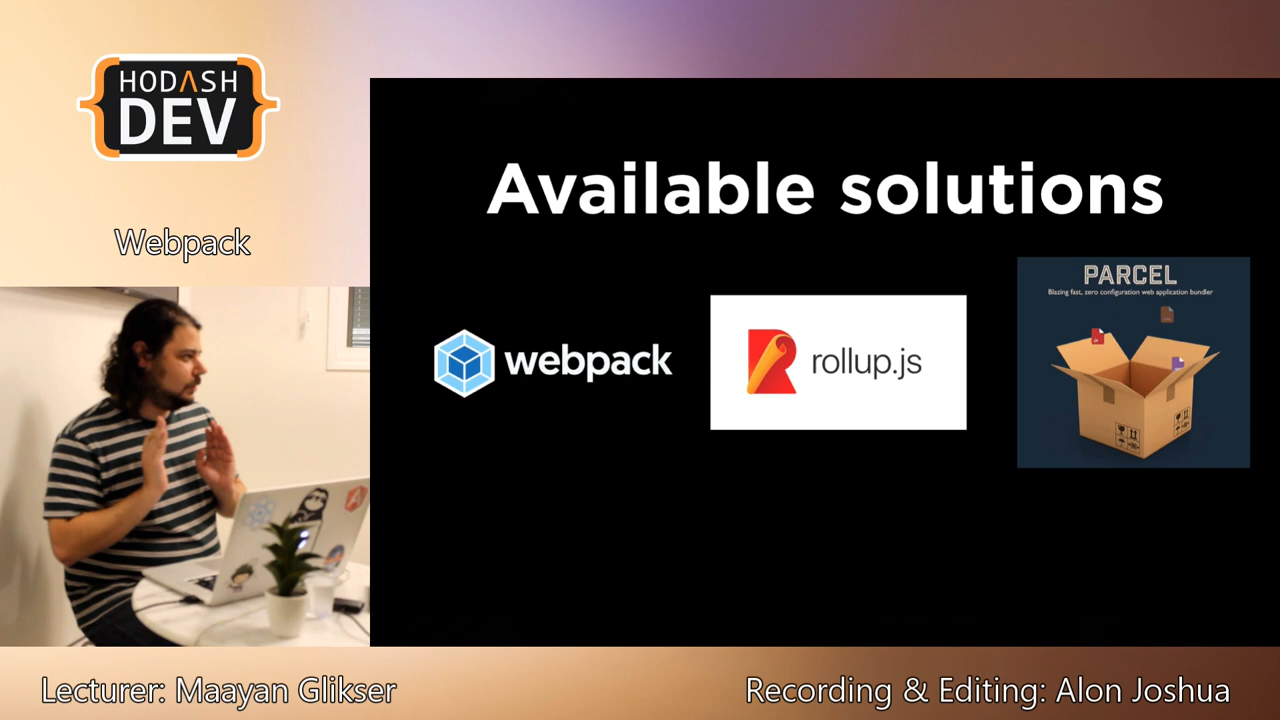 HODASH
DEV
Webpack
Available solutions
webpack
rollup.js
PARCEL
Blazing fast, zero configuration web application bundler
Lecturer: Maayan Glikser
Recording & Editing: Alon Joshua